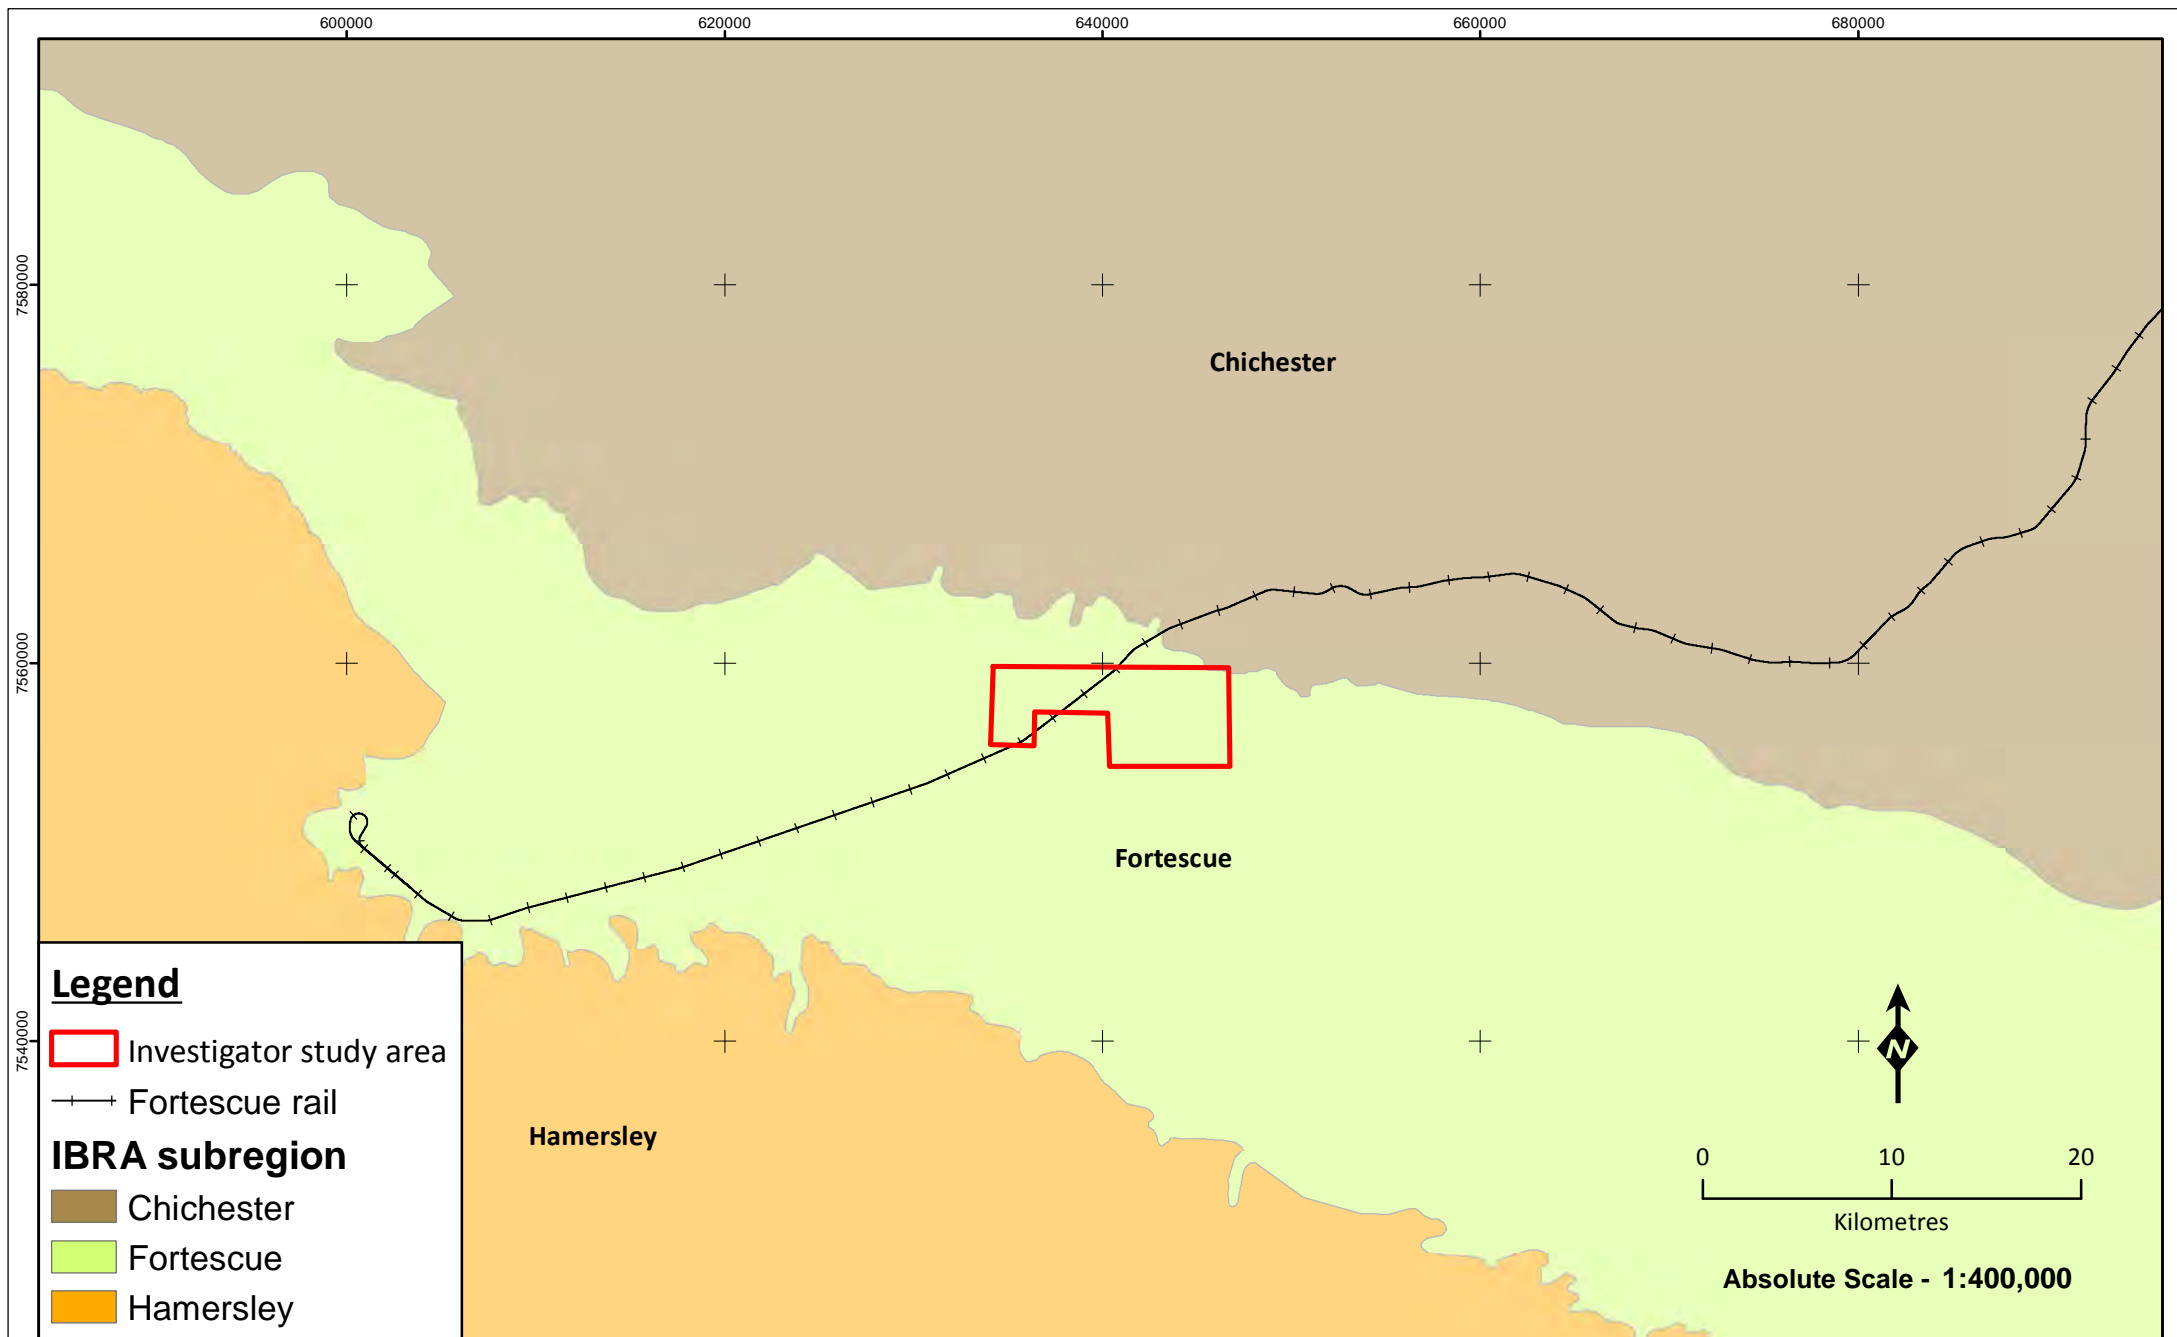 600000 620000 640000 660000 680000
7580000
7560000
7540000
Chichester
Fortescue
Hamersley
Legend
Investigator study area
Fortescue rail
IBRA subregion
Chichester
Fortescue
Hamersley
N
0 10 20
Kilometres
Absolute Scale - 1:400,000